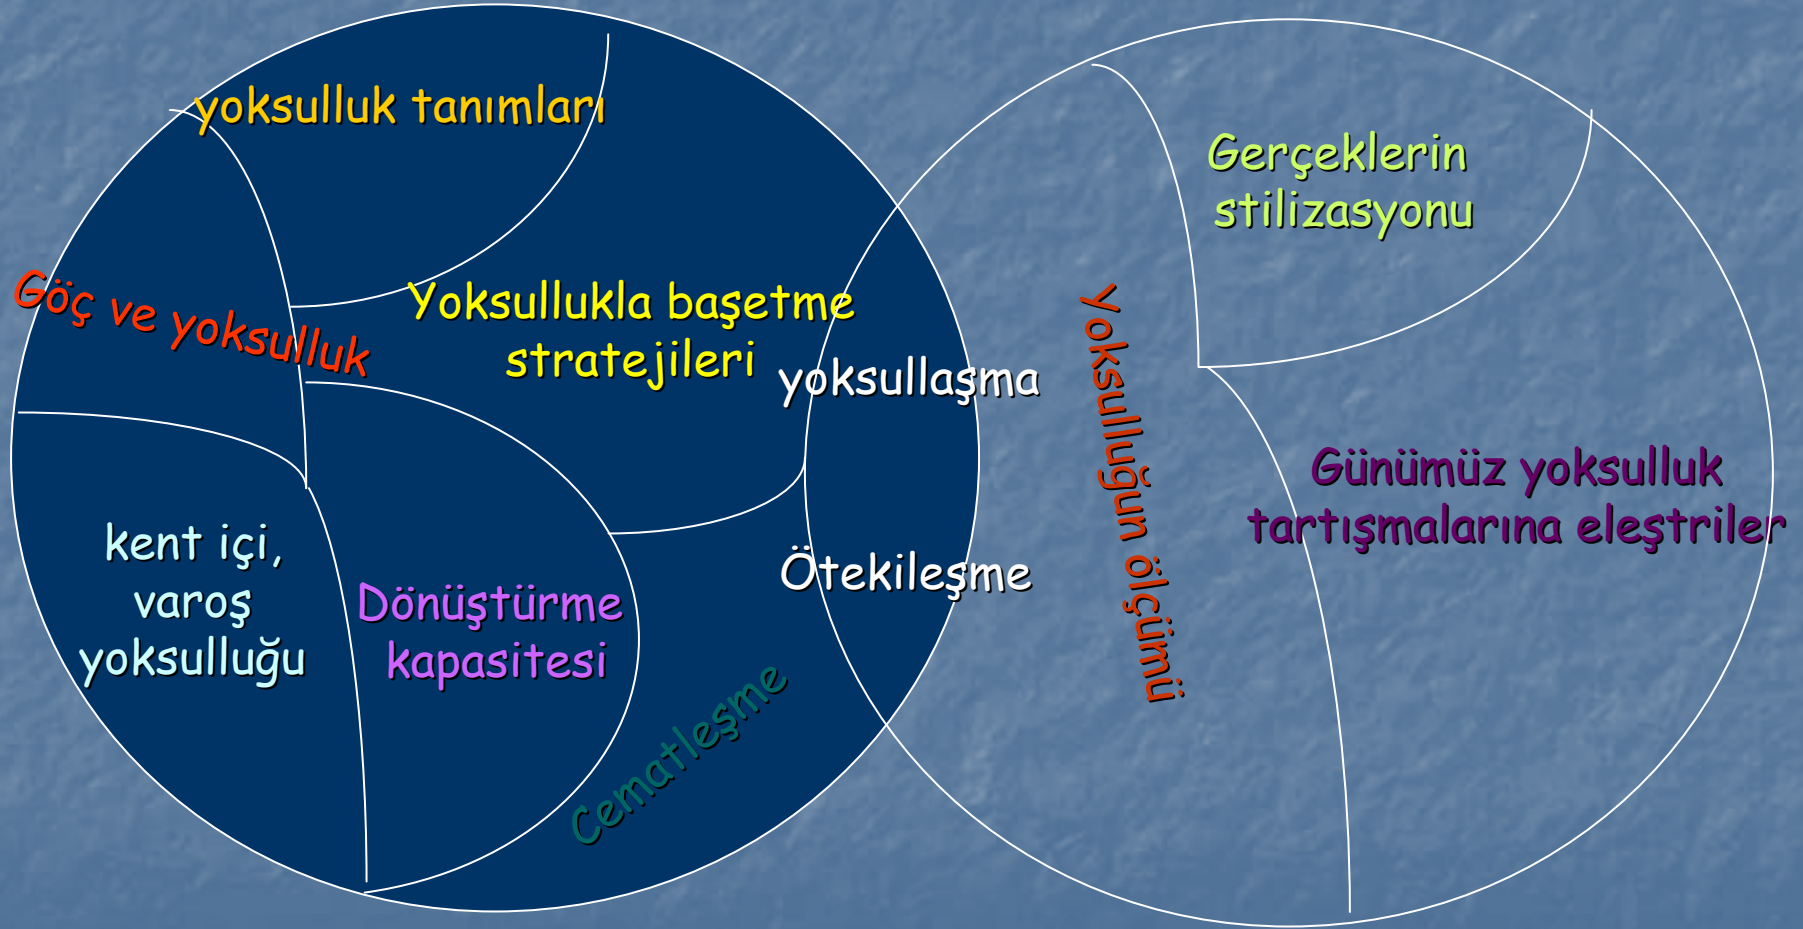 yoksulluk tanımları
Göç ve yoksulluk
Yoksullukla başetme
stratejileri
kent içi,
varoş
yoksulluğu
Dönüştürme
kapasitesi
Cematleşme
yoksullaşma
Ötekileşme
Yoksulluğun ölçümü
Gerçeklerin
stilizasyonu
Günümüz yoksulluk
tartışmalarına eleştriler